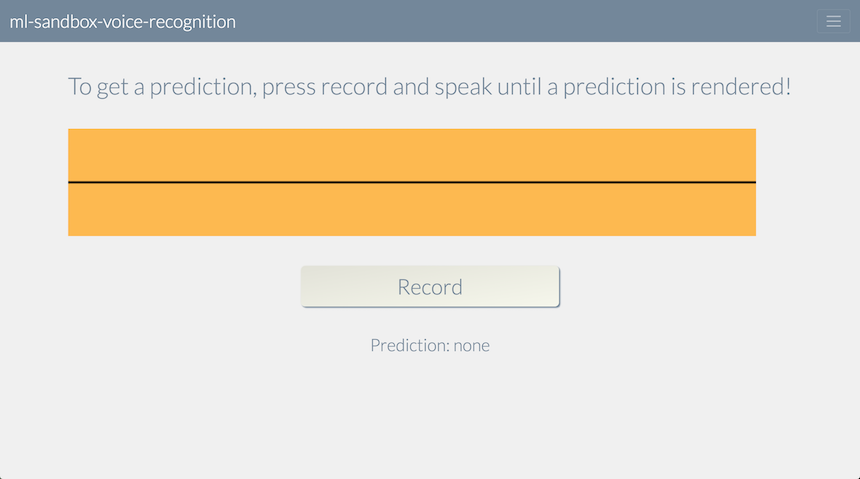 ml-sandbox-voice-recognition
To get a prediction, press record and speak until a prediction is rendered!
Record
Prediction: none